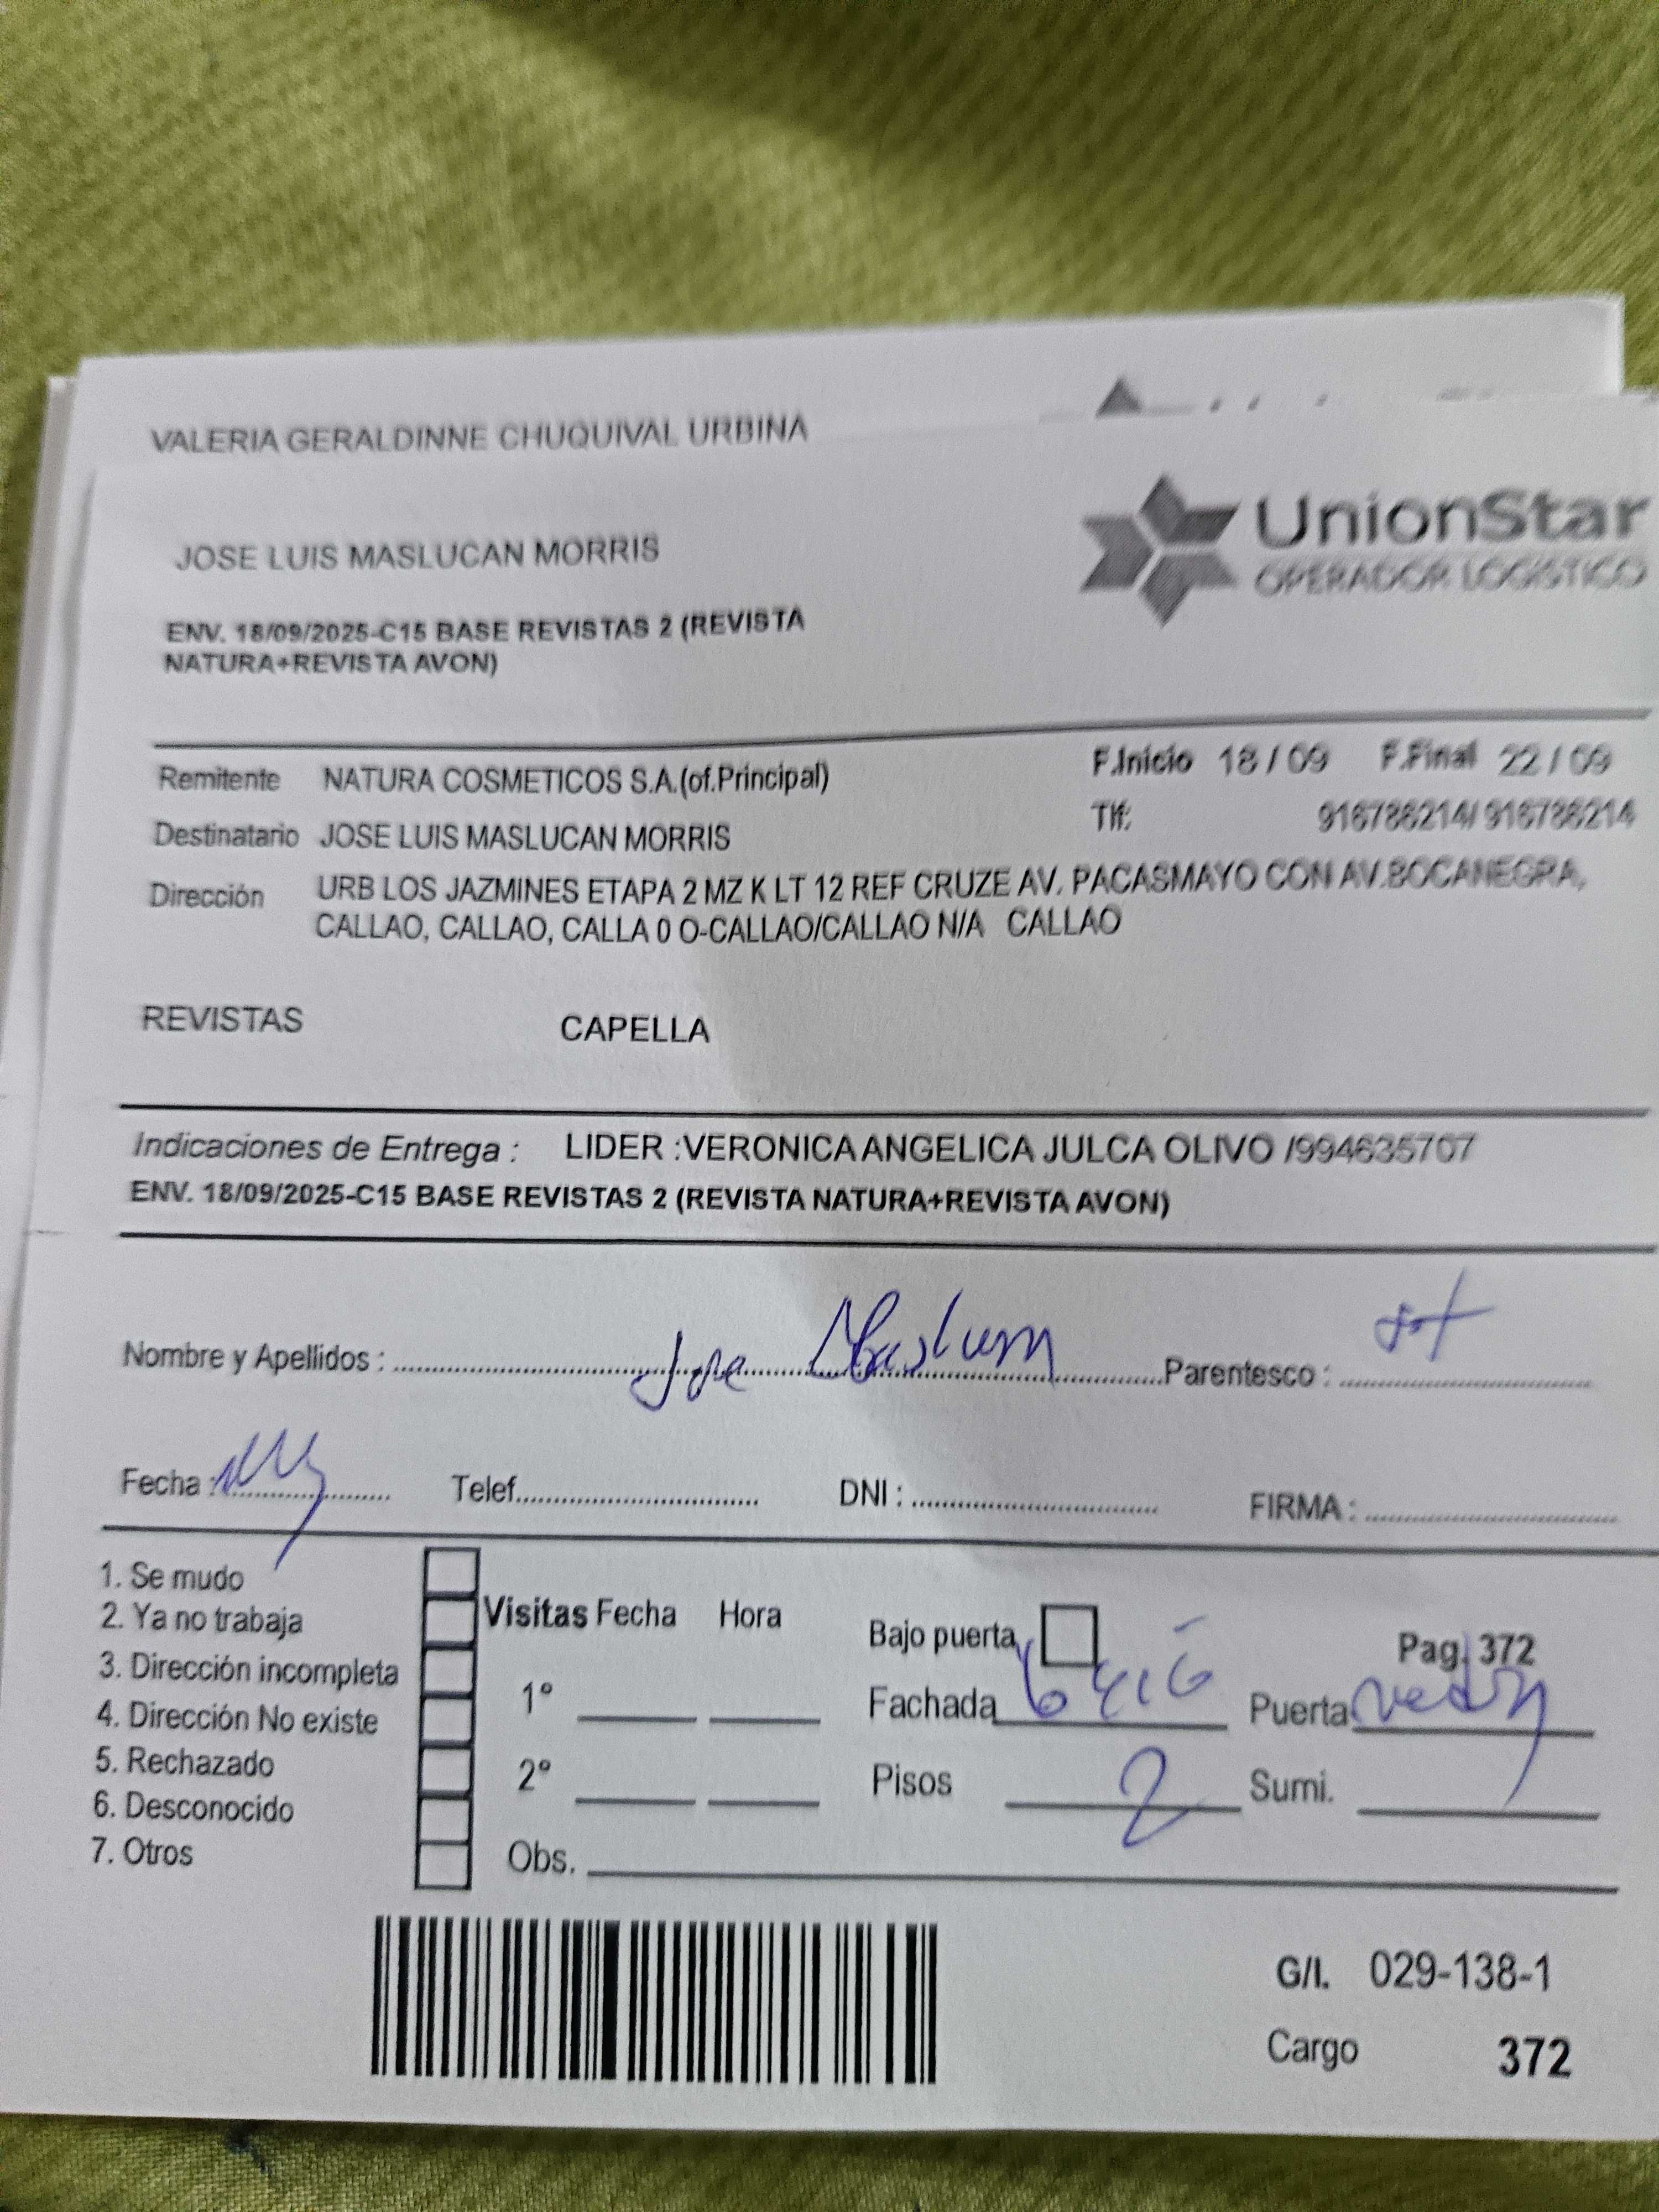 VALERIA GERALDINNE CHUQUIVAL URBINA
JOSE LUIS MASLUCAN MORRIS
UnionStar
OPERADOR LOGISTICO
ENV. 18/09/2025-C15 BASE REVISTAS 2 (REVISTA
NATURA+REVISTA AVON)
Remitente NATURA COSMETICOS S.A.(of.Principal) F.Inicio 18 / 09 F.Final 22 / 09
Destinatario JOSE LUIS MASLUCAN MORRIS Tlf: 916786214/ 916786214
Dirección URB LOS JAZMINES ETAPA 2 MZ K LT 12 REF CRUZE AV. PACASMAYO CON AV.BOCANEGRA,
CALLAO, CALLAO, CALLA 0 O-CALLAO/CALLAO N/A CALLAO
REVISTAS CAPELLA
Indicaciones de Entrega : LIDER :VERONICA ANGELICA JULCA OLIVO /994635707
ENV. 18/09/2025-C15 BASE REVISTAS 2 (REVISTA NATURA+REVISTA AVON)
Nombre y Apellidos : Jose Parentesco :
Fecha : Telef. DNI : FIRMA :
1. Se mudo
2. Ya no trabaja
3. Dirección incompleta
4. Dirección No existe
5. Rechazado
6. Desconocido
7. Otros
Visitas Fecha Hora
1°
2°
Obs.
Bajo puerta Pag. 372
Fachada Puerta
Pisos 2 Sumi.
G/I. 029-138-1
Cargo 372